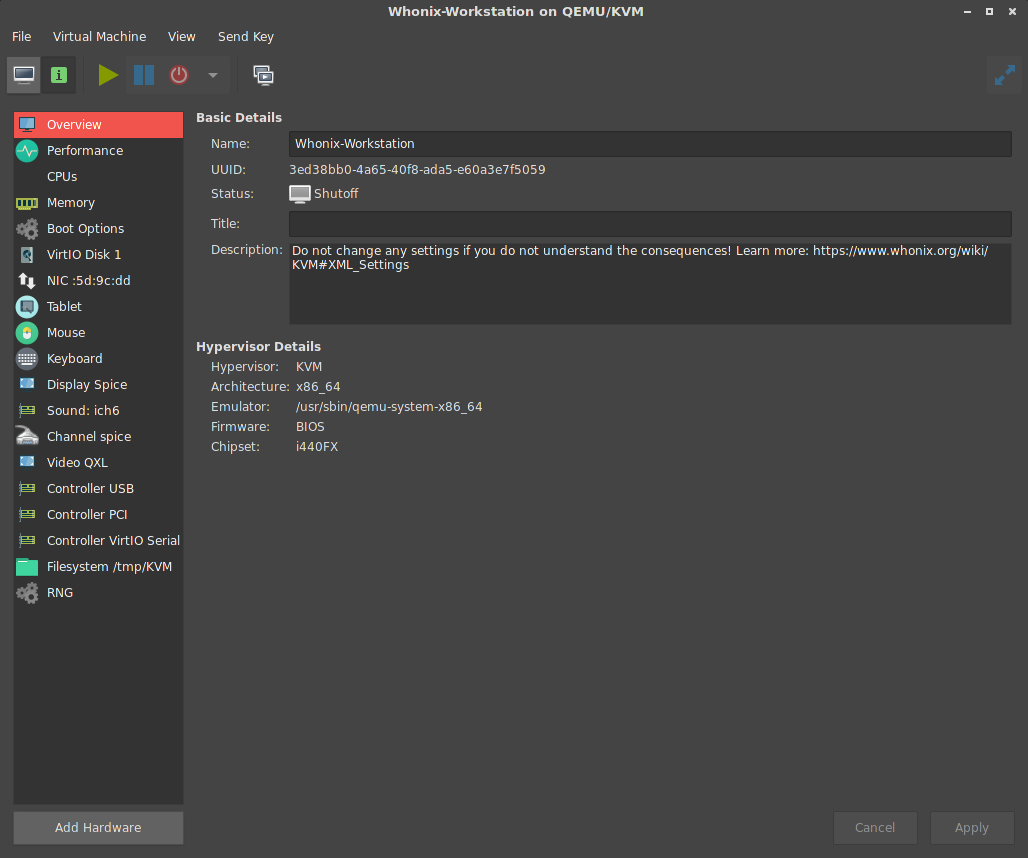 Whonix-Workstation on QEMU/KVM
File Virtual Machine View Send Key
Overview
Performance
CPUs
Memory
Boot Options
VirtIO Disk 1
NIC :5d:9c:dd
Tablet
Mouse
Keyboard
Display Spice
Sound: ich6
Channel spice
Video QXL
Controller USB
Controller PCI
Controller VirtIO Serial
Filesystem /tmp/KVM
RNG
Add Hardware
Basic Details
Name: Whonix-Workstation
UUID: 3ed38bb0-4a65-40f8-ada5-e60a3e7f5059
Status: Shutoff
Title:
Description: Do not change any settings if you do not understand the consequences! Learn more: https://www.whonix.org/wiki/
KVM#XML_Settings
Hypervisor Details
Hypervisor: KVM
Architecture: x86_64
Emulator: /usr/sbin/qemu-system-x86_64
Firmware: BIOS
Chipset: i440FX
Cancel Apply